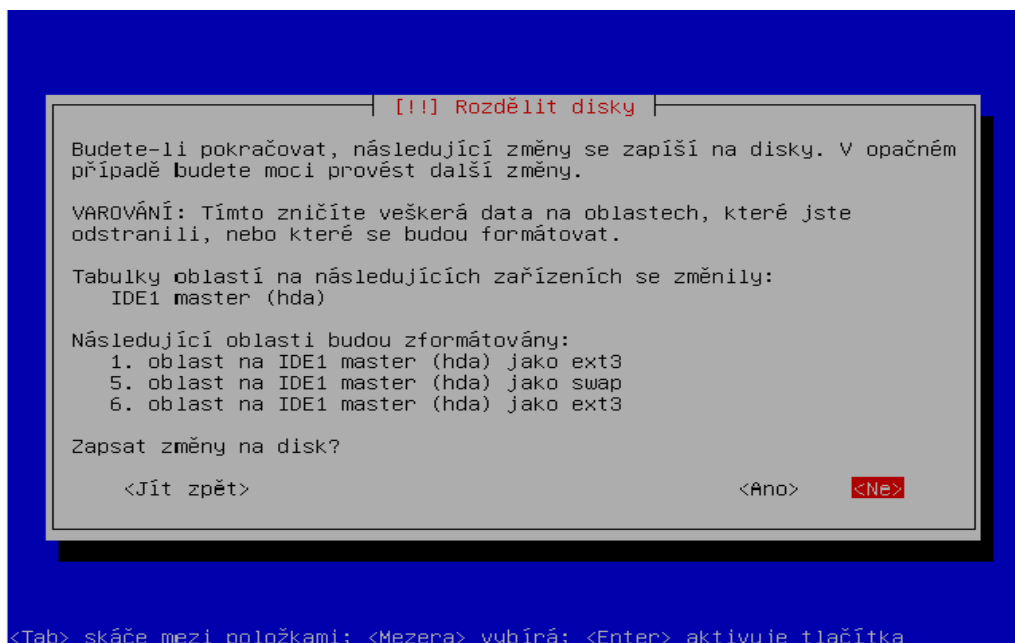 [!!] Rozdělit disky
Budete-li pokračovat, následující změny se zapíší na disky. V opačném
případě budete moci provést další změny.
VAROVÁNÍ: Tímto zničíte veškerá data na oblastech, které jste
odstranili, nebo které se budou formátovat.
Tabulky oblastí na následujících zařízeních se změnily:
IDE1 master (hda)
Následující oblasti budou zformátovány:
1. oblast na IDE1 master (hda) jako ext3
5. oblast na IDE1 master (hda) jako swap
6. oblast na IDE1 master (hda) jako ext3
Zapsat změny na disk?
<Jít zpět> <Ano> <Ne>
<Tab> skáče mezi položkami; <Mezera> vybírá; <Enter> aktivuje tlačítka